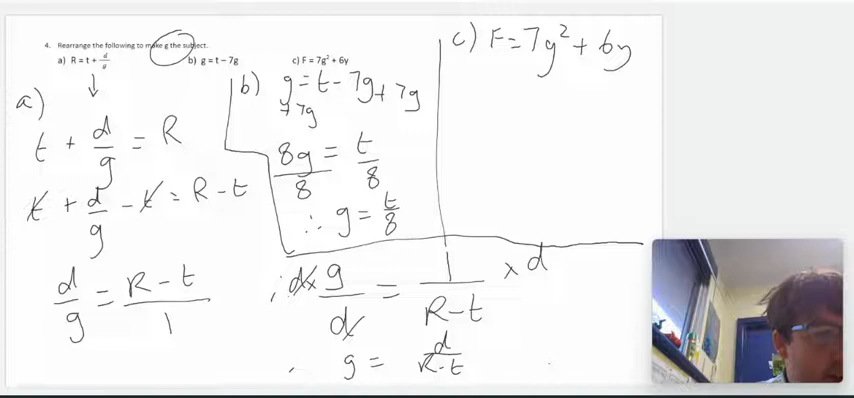 4. Rearrange the following to make g the subject.
a) R = t + d/g b) g = t – 7g c) F = 7g² + 6y
a)
t + d/g = R
t + d/g - t = R - t
d/g = R - t / 1
b) g = t - 7g + 7g
+ 7g
8g/8 = t/8
∴ g = t/8
∴ d x g/d = 1/R - t x d
∴ g = d/R-t
c) F = 7g² + 6y